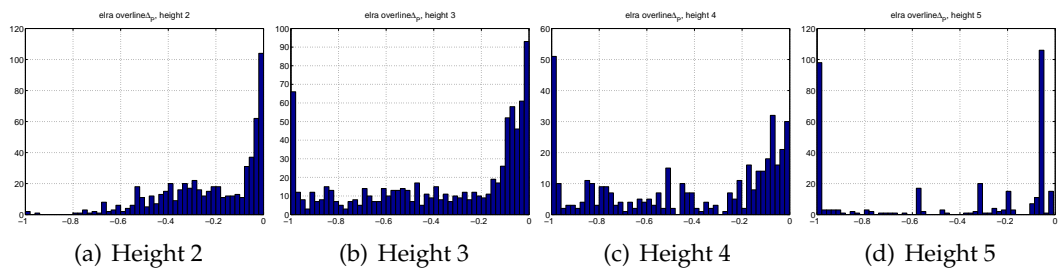 elra overlineΔp, height 2
120
100
80
60
40
20
0
−1 −0.8 −0.6 −0.4 −0.2 0
(a) Height 2
elra overlineΔp, height 3
100
90
80
70
60
50
40
30
20
10
0
−1 −0.8 −0.6 −0.4 −0.2 0
(b) Height 3
elra overlineΔp, height 4
60
50
40
30
20
10
0
−1 −0.8 −0.6 −0.4 −0.2 0
(c) Height 4
elra overlineΔp, height 5
120
100
80
60
40
20
0
−1 −0.8 −0.6 −0.4 −0.2 0
(d) Height 5